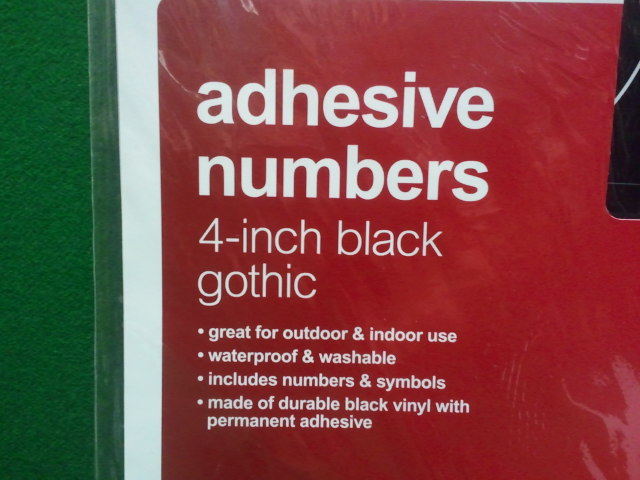 adhesive
numbers
4-inch black
gothic
• great for outdoor & indoor use
• waterproof & washable
• includes numbers & symbols
• made of durable black vinyl with
permanent adhesive